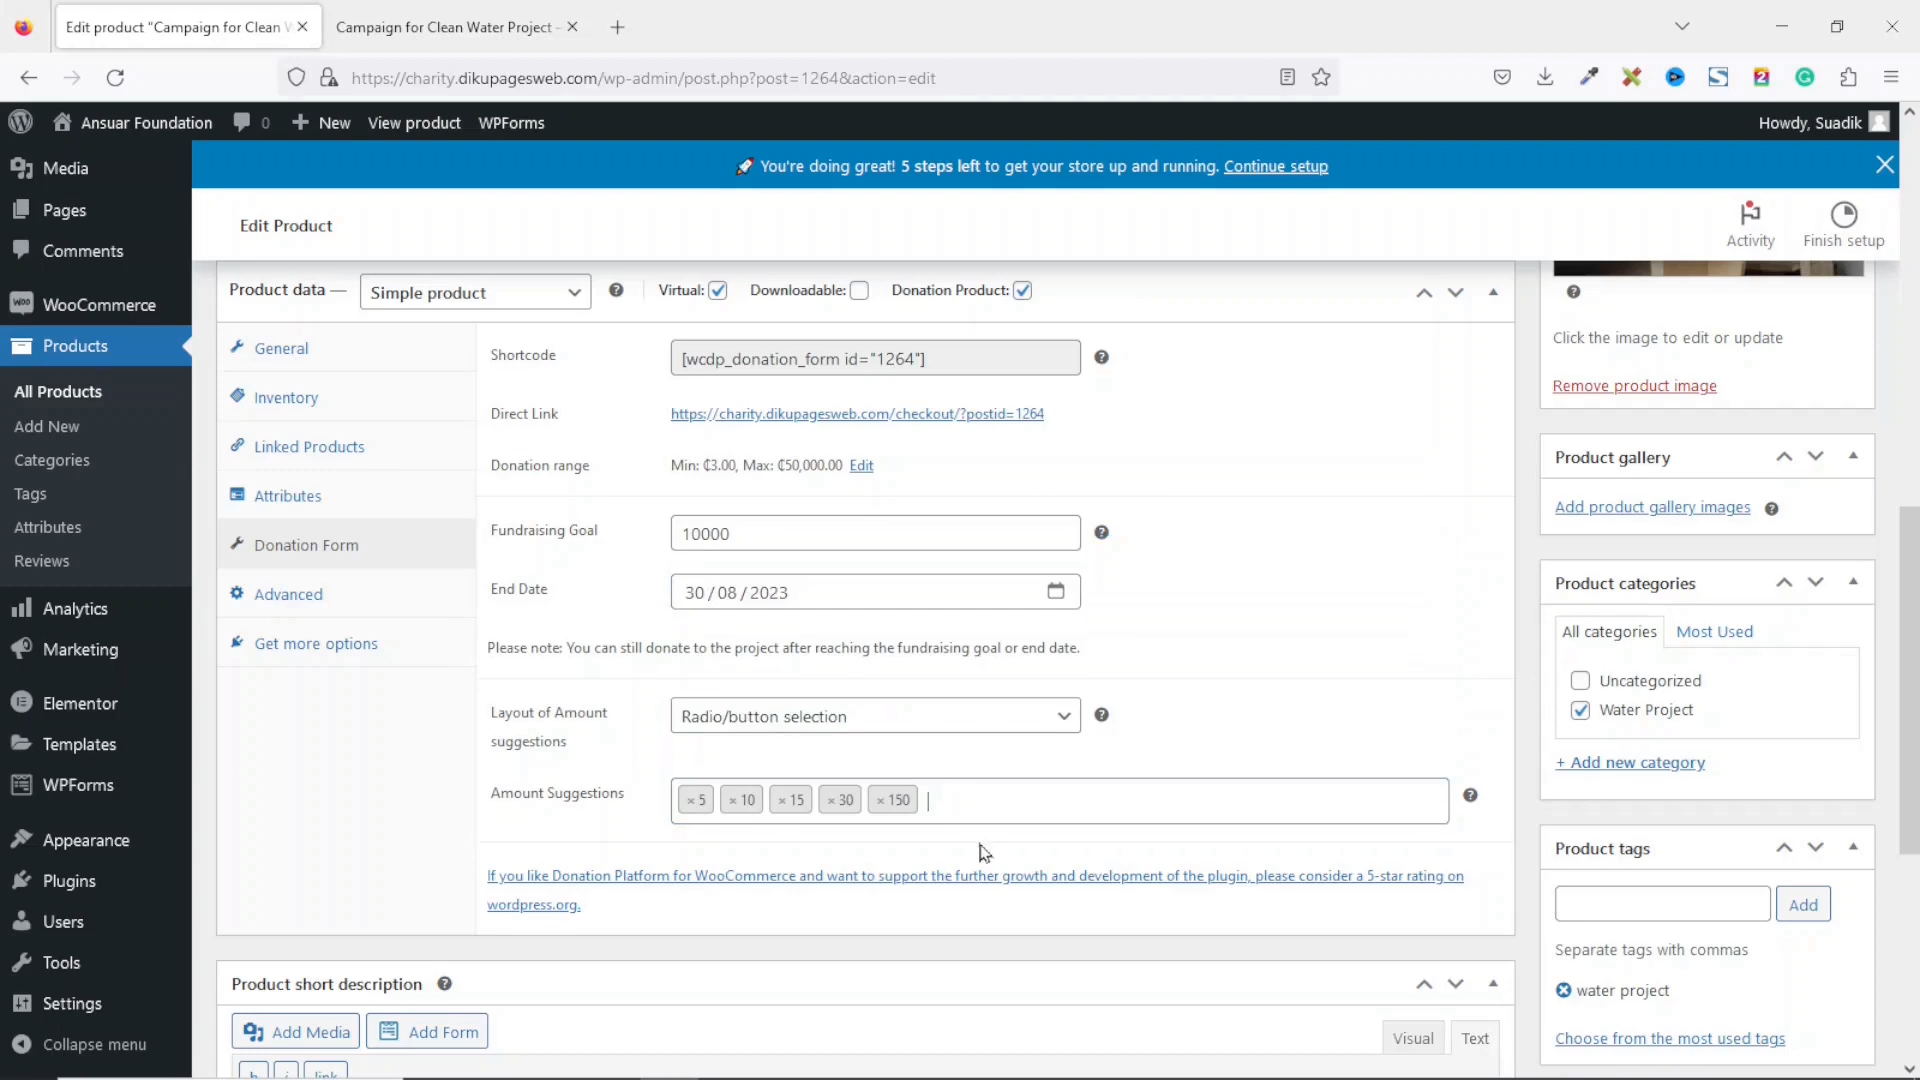 Edit product "Campaign for Clean W
Campaign for Clean Water Project -
https://charity.dikupagesweb.com/wp-admin/post.php?post=1264&action=edit
Ansuar Foundation
0
New
View product
WPForms
Howdy, Suadik
Media
Pages
Comments
WooCommerce
Products
All Products
Add New
Categories
Tags
Attributes
Reviews
Analytics
Marketing
Elementor
Templates
WPForms
Appearance
Plugins
Users
Tools
Settings
Collapse menu
You're doing great! 5 steps left to get your store up and running. Continue setup
Edit Product
Activity
Finish setup
Product data —
Simple product
Virtual:
Downloadable:
Donation Product:
General
Inventory
Linked Products
Attributes
Donation Form
Advanced
Get more options
Shortcode
[wcdp_donation_form id="1264"]
Direct Link
https://charity.dikupagesweb.com/checkout/?postid=1264
Donation range
Min: ₵3.00, Max: ₵50,000.00 Edit
Fundraising Goal
10000
End Date
30/08/2023
Please note: You can still donate to the project after reaching the fundraising goal or end date.
Layout of Amount
suggestions
Radio/button selection
Amount Suggestions
× 5 × 10 × 15 × 30 × 150
If you like Donation Platform for WooCommerce and want to support the further growth and development of the plugin, please consider a 5-star rating on
wordpress.org.
Product short description
Add Media
Add Form
Visual
Text
b
i
link
Click the image to edit or update
Remove product image
Product gallery
Add product gallery images
Product categories
All categories
Most Used
Uncategorized
Water Project
+ Add new category
Product tags
Add
Separate tags with commas
water project
Choose from the most used tags